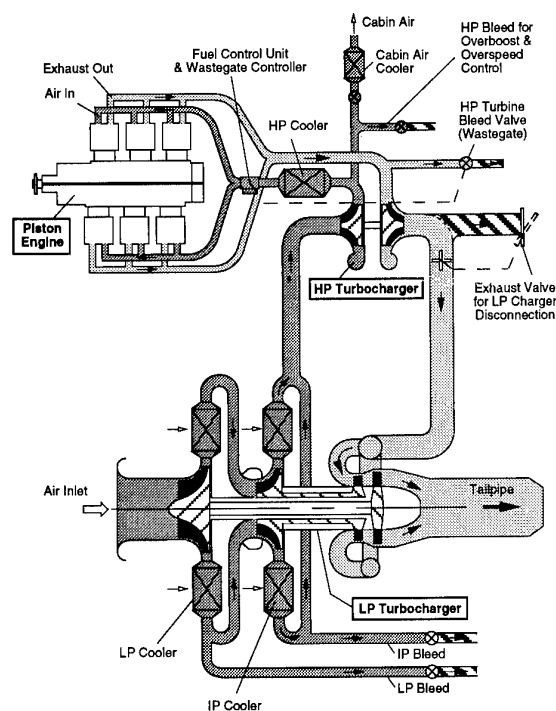 Cabin Air
Fuel Control Unit
& Wastegate Controller
Cabin Air
Cooler
HP Bleed for
Overboost &
Overspeed
Control
Exhaust Out
Air In
HP Cooler
HP Turbine
Bleed Valve
(Wastegate)
Piston
Engine
HP Turbocharger
Exhaust Valve
for LP Charger
Disconnection
Air Inlet
Tailpipe
LP Turbocharger
LP Cooler
IP Bleed
LP Bleed
IP Cooler